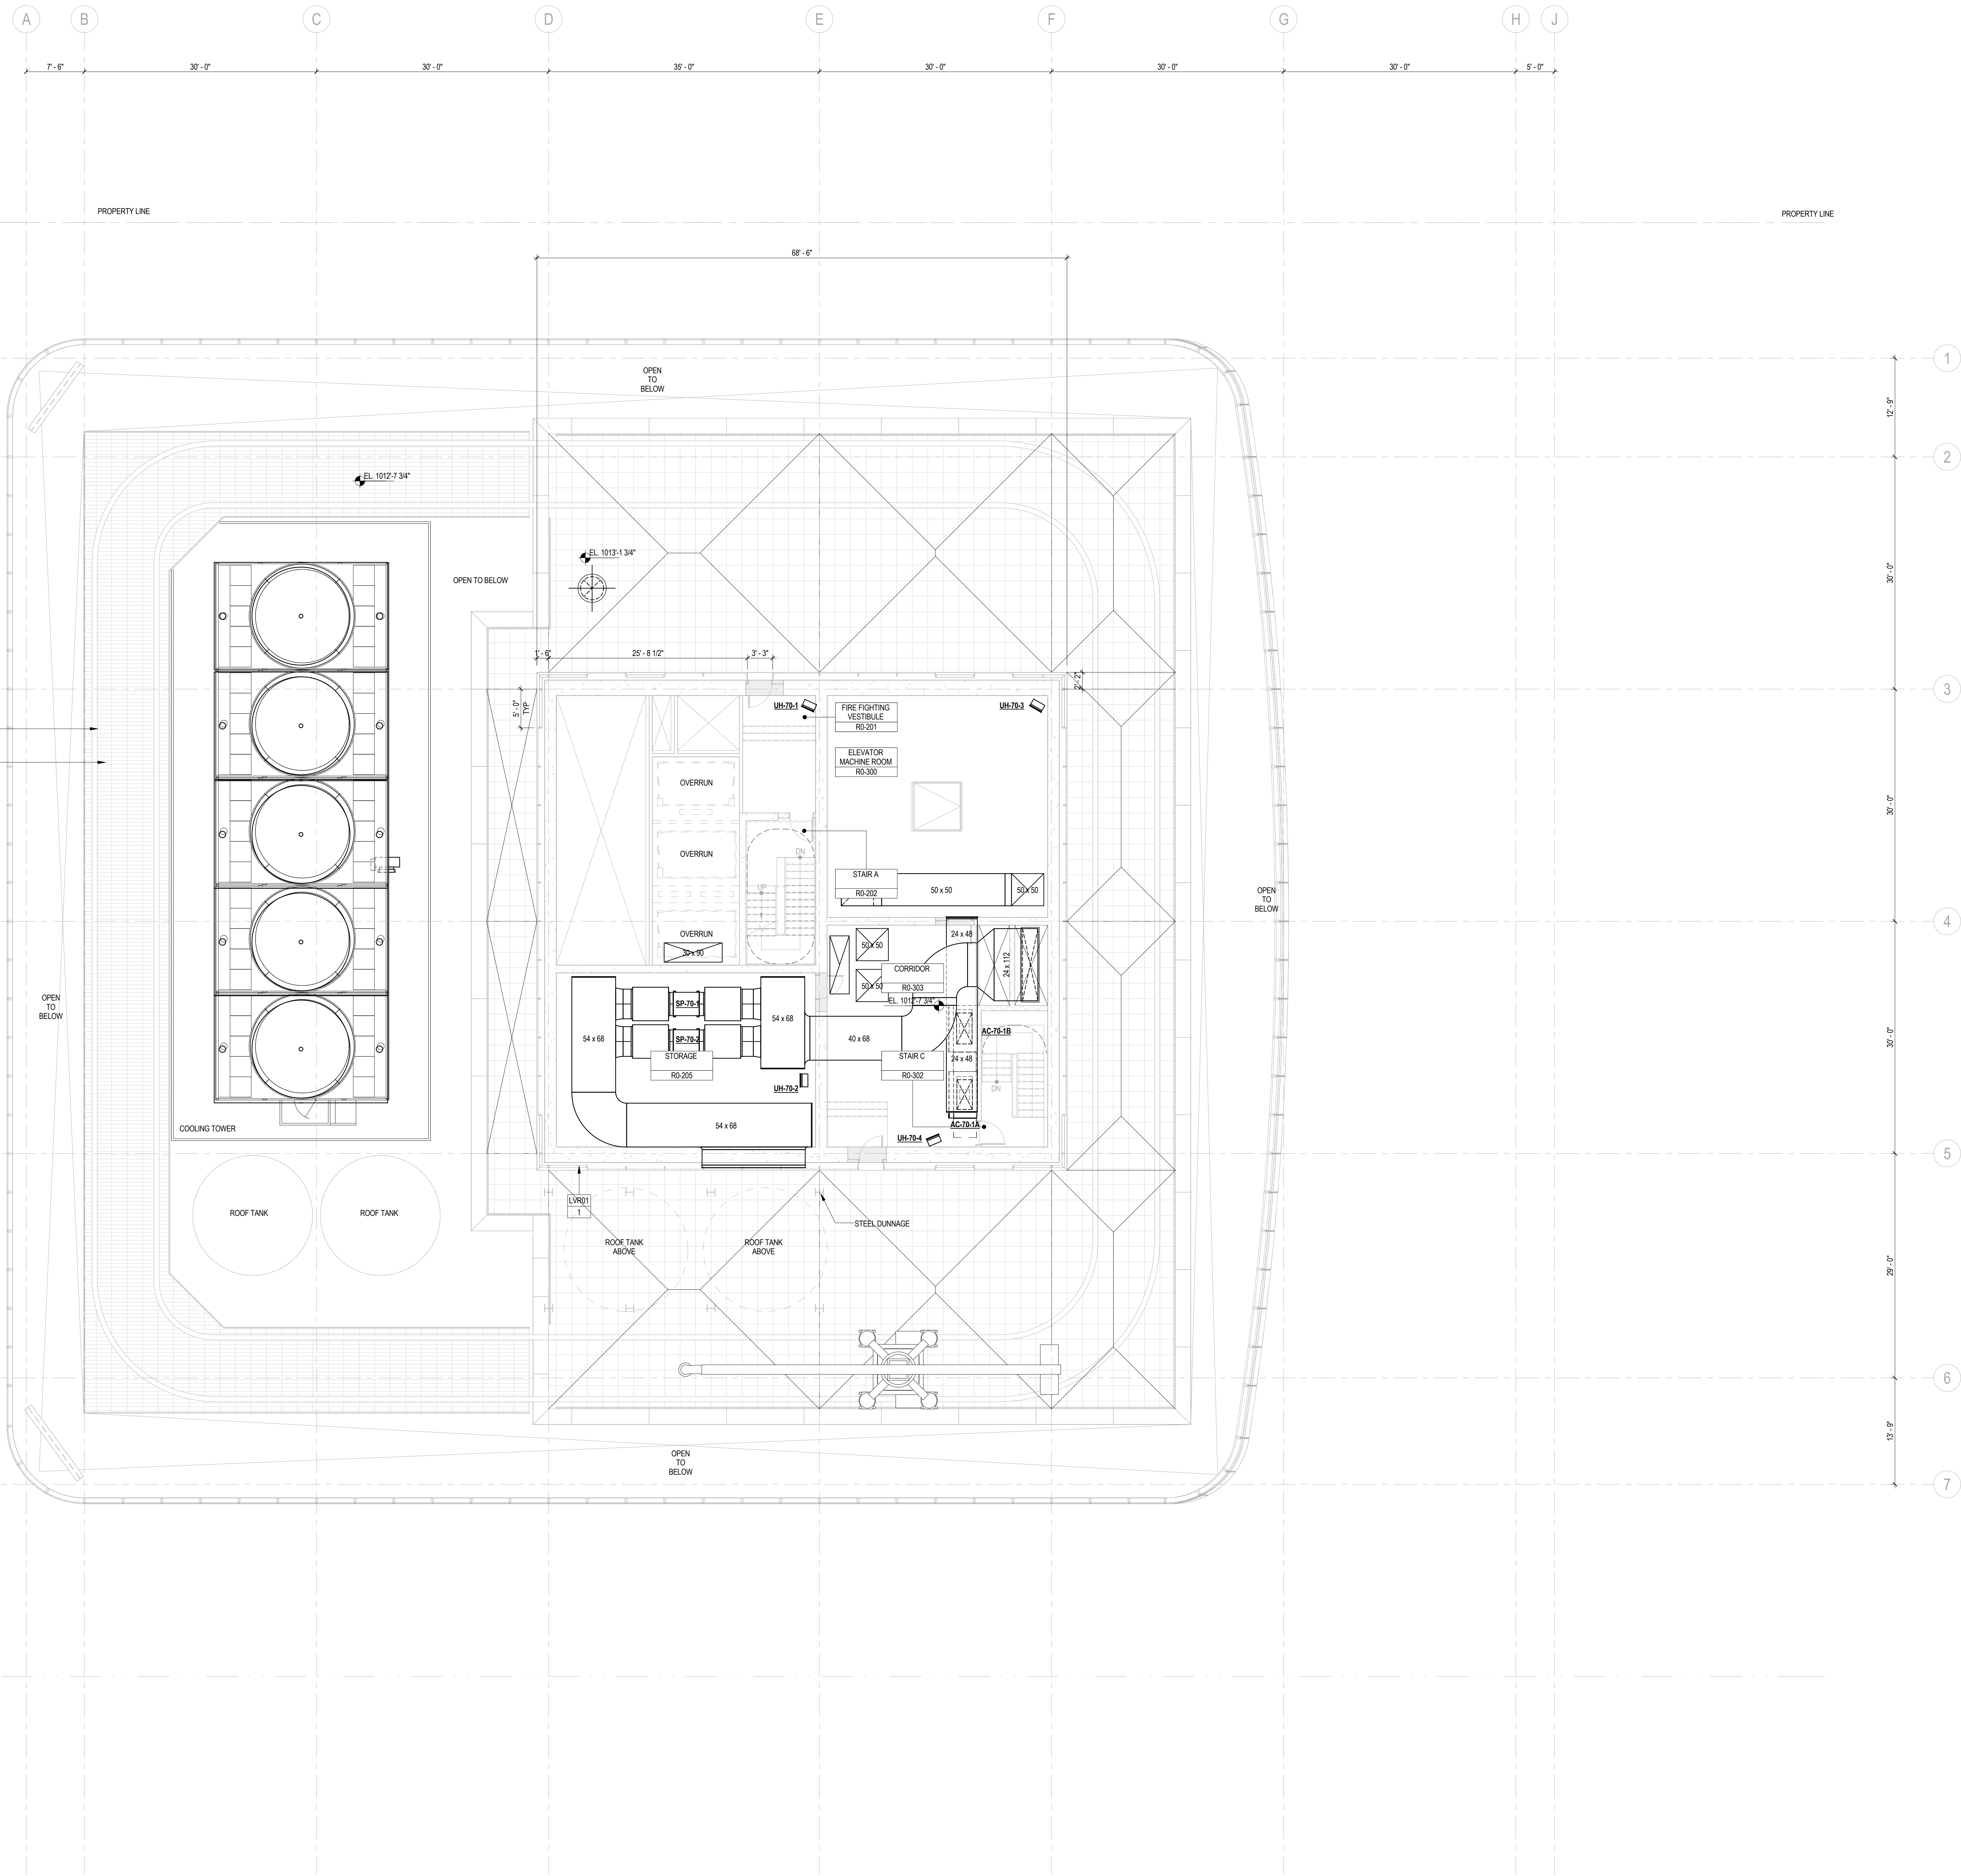 A
B
C
D
E
F
G
H
J
7' - 6"
30' - 0"
30' - 0"
35' - 0"
30' - 0"
30' - 0"
30' - 0"
5' - 0"
PROPERTY LINE
PROPERTY LINE
68' - 6"
1
OPEN
TO
BELOW
12' - 9"
2
EL. 1012'-7 3/4"
EL. 1013'-1 3/4"
OPEN TO BELOW
30' - 0"
1' - 6"
25' - 8 1/2"
3' - 3"
2' - 2"
3
5' - 0"
TYP
UH-70-1
FIRE FIGHTING
VESTIBULE
R0-201
UH-70-3
ELEVATOR
MACHINE ROOM
R0-300
OVERRUN
30' - 0"
OVERRUN
DN
UP
STAIR A
R0-202
50 x 50
50 x 50
OPEN
TO
BELOW
4
OVERRUN
30 x 90
50 x 50
24 x 48
24 x 112
CORRIDOR
R0-303
50 x 50
EL. 1012'-7 3/4"
OPEN
TO
BELOW
SP-70-1
54 x 68
54 x 68
SP-70-2
40 x 68
AC-70-1B
30' - 0"
STORAGE
R0-205
STAIR C
R0-302
24 x 48
UH-70-2
DN
54 x 68
AC-70-1A
UH-70-4
COOLING TOWER
5
LVR01
1
ROOF TANK
ROOF TANK
STEEL DUNNAGE
ROOF TANK
ABOVE
ROOF TANK
ABOVE
29' - 0"
6
13' - 9"
OPEN
TO
BELOW
7